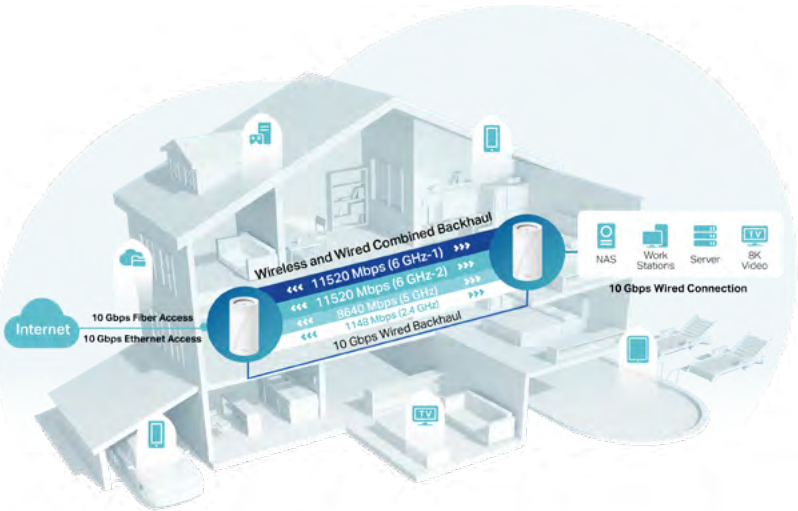 Wireless and Wired Combined Backhaul
<<< 11520 Mbps (6 GHz-1) >>>
<<< 11520 Mbps (6 GHz-2) >>>
<<< 8640 Mbps (5 GHz) >>>
<<< 1148 Mbps (2.4 GHz) >>>
10 Gbps Wired Backhaul
Internet
10 Gbps Fiber Access
10 Gbps Ethernet Access
NAS
Work
Stations
Server
TV
8K
Video
10 Gbps Wired Connection
TV